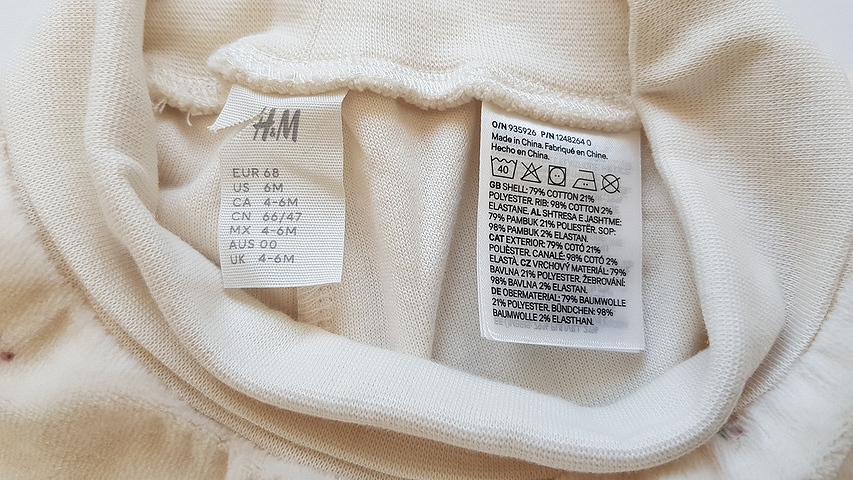 H&M
EUR 68
US 6M
CA 4-6M
CN 66/47
MX 4-6M
AUS 00
UK 4-6M
O/N 935926 P/N 1248264 0
Made in China. Fabriqué en Chine.
Hecho en China.
40
GB SHELL: 79% COTTON 21%
POLYESTER. RIB: 98% COTTON 2%
ELASTANE. AL SHTRESA E JASHTME:
79% PAMBUK 21% POLIESTËR. SOP:
98% PAMBUK 2% ELASTAN.
CAT EXTERIOR: 79% COTÓ 21%
POLIÈSTER. CANALÉ: 98% COTÓ 2%
ELASTÀ. CZ VRCHOVÝ MATERIÁL: 79%
BAVLNA 21% POLYESTER. ŽEBROVÁNÍ:
98% BAVLNA 2% ELASTAN.
DE OBERMATERIAL: 79% BAUMWOLLE
21% POLYESTER. BÜNDCHEN: 98%
BAUMWOLLE 2% ELASTHAN.